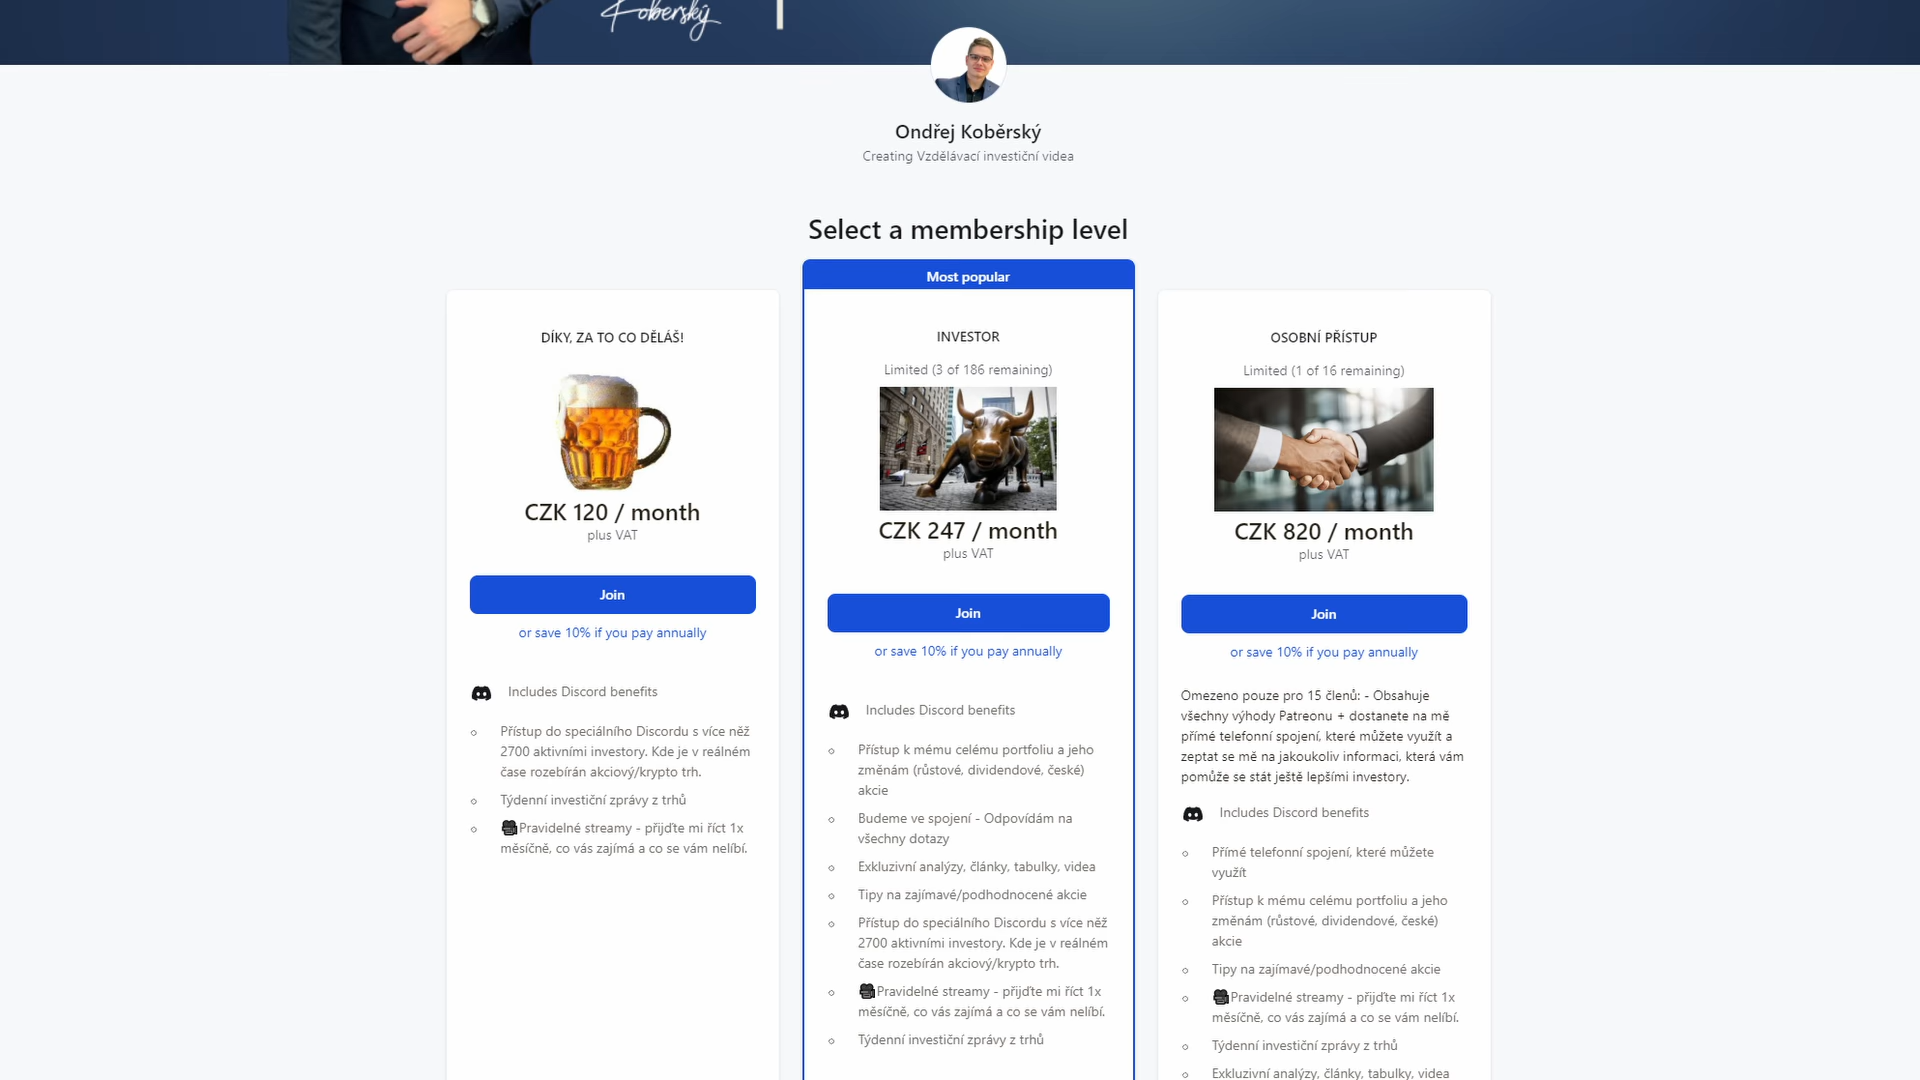 Koberský
Ondřej Koběrský
Creating Vzdělávací investiční videa
Select a membership level
DÍKY, ZA TO CO DĚLÁŠ!
CZK 120 / month
plus VAT
Join
or save 10% if you pay annually
Includes Discord benefits
Přístup do speciálního Discordu s více něž
2700 aktivními investory. Kde je v reálném
čase rozebírán akciový/krypto trh.
Týdenní investiční zprávy z trhů
Pravidelné streamy - přijďte mi říct 1x
měsíčně, co vás zajímá a co se vám nelíbí.
Most popular
INVESTOR
Limited (3 of 186 remaining)
CZK 247 / month
plus VAT
Join
or save 10% if you pay annually
Includes Discord benefits
Přístup k mému celému portfoliu a jeho
změnám (růstové, dividendové, české)
akcie
Budeme ve spojení - Odpovídám na
všechny dotazy
Exkluzivní analýzy, články, tabulky, videa
Tipy na zajímavé/podhodnocené akcie
Přístup do speciálního Discordu s více něž
2700 aktivními investory. Kde je v reálném
čase rozebírán akciový/krypto trh.
Pravidelné streamy - přijďte mi říct 1x
měsíčně, co vás zajímá a co se vám nelíbí.
Týdenní investiční zprávy z trhů
OSOBNÍ PŘÍSTUP
Limited (1 of 16 remaining)
CZK 820 / month
plus VAT
Join
or save 10% if you pay annually
Omezeno pouze pro 15 členů: - Obsahuje
všechny výhody Patreonu + dostanete na mě
přímé telefonní spojení, které můžete využít a
zeptat se mě na jakoukoliv informaci, která vám
pomůže se stát ještě lepšími investory.
Includes Discord benefits
Přímé telefonní spojení, které můžete
využít
Přístup k mému celému portfoliu a jeho
změnám (růstové, dividendové, české)
akcie
Tipy na zajímavé/podhodnocené akcie
Pravidelné streamy - přijďte mi říct 1x
měsíčně, co vás zajímá a co se vám nelíbí.
Týdenní investiční zprávy z trhů
Exkluzivní analýzy, články, tabulky, videa